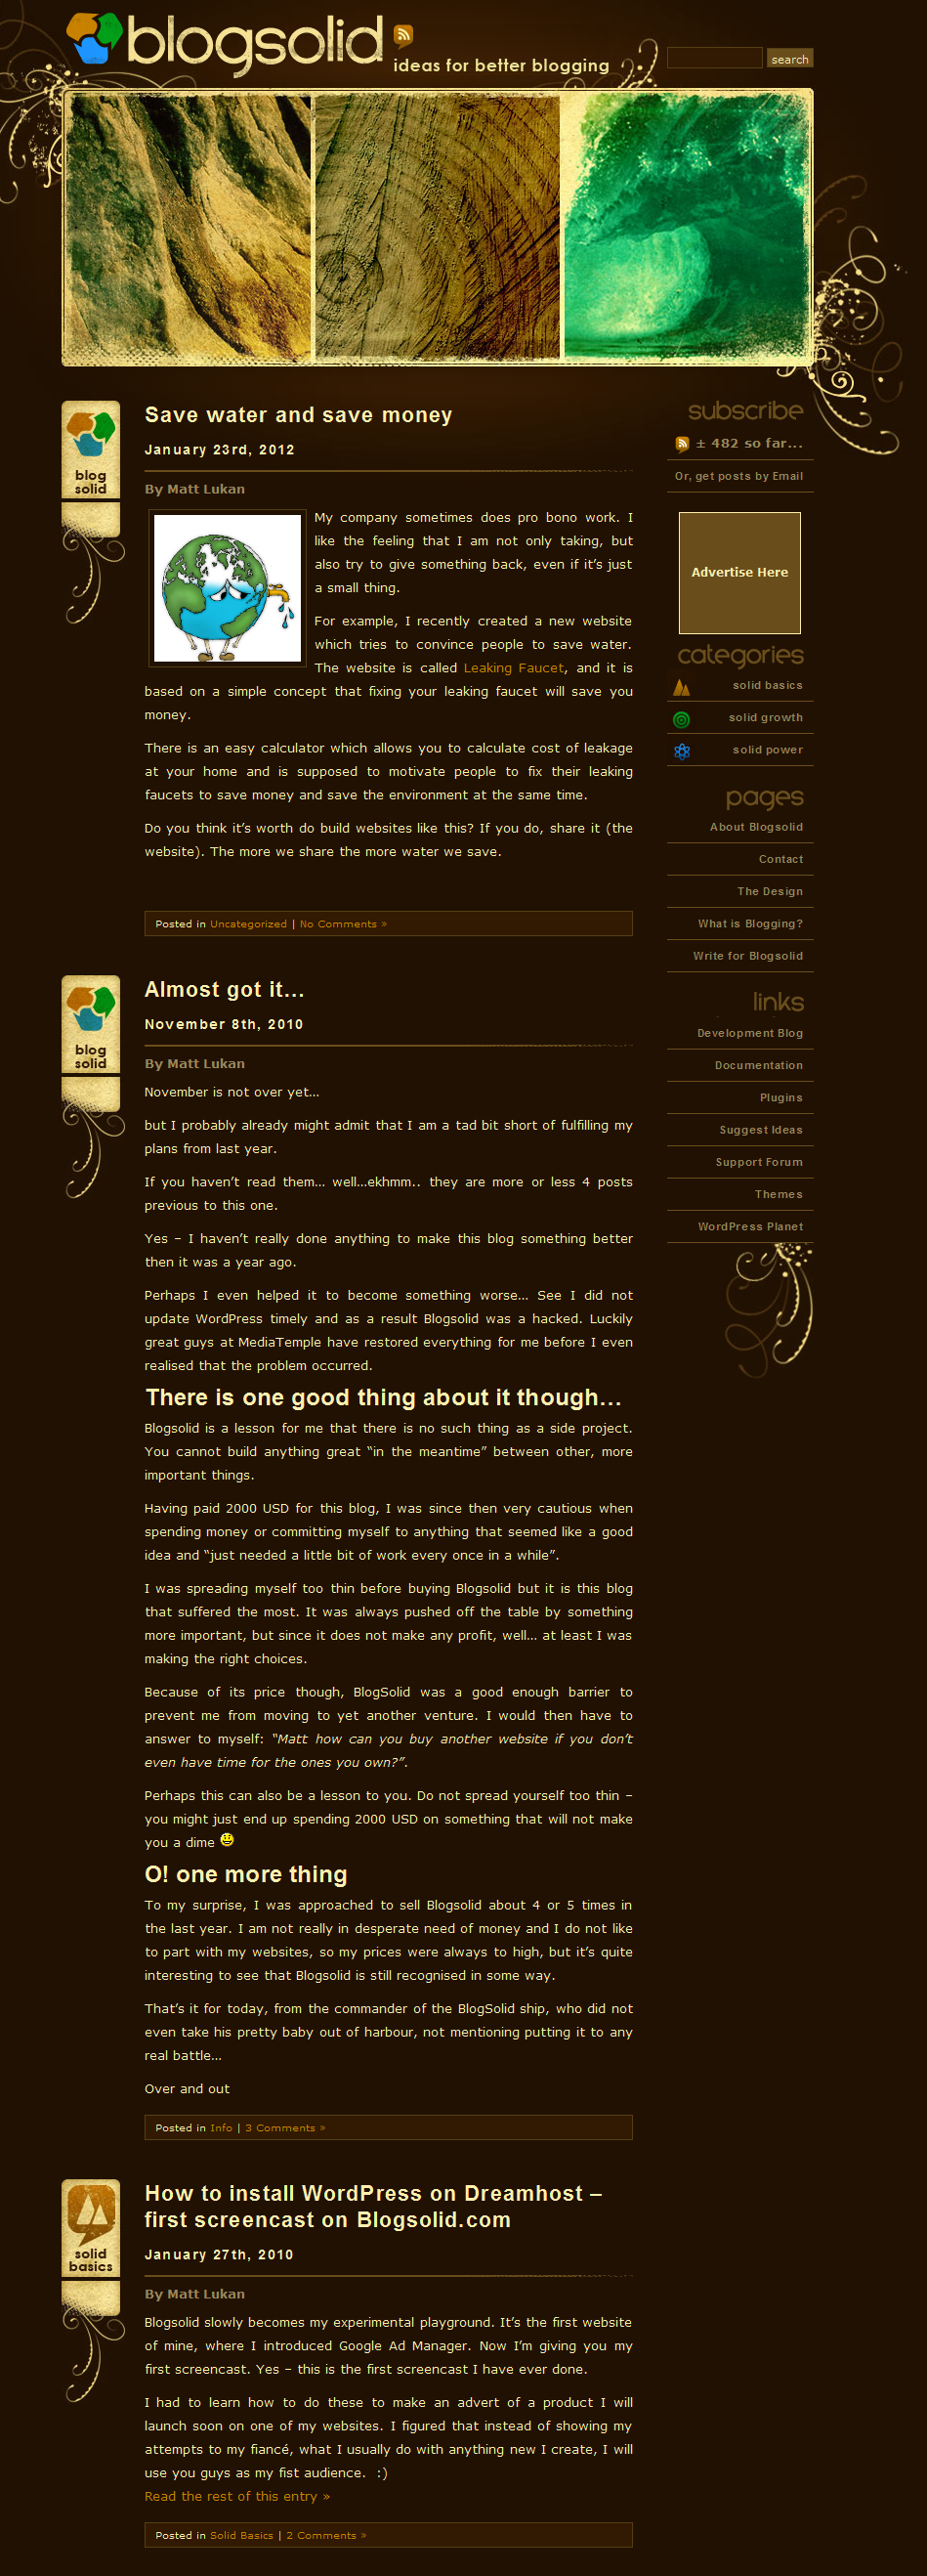 blogsolid
ideas for better blogging
search
blog
solid
Save water and save money
January 23rd, 2012
By Matt Lukan
My company sometimes does pro bono work. I
like the feeling that I am not only taking, but
also try to give something back, even if it's just
a small thing.
For example, I recently created a new website
which tries to convince people to save water.
The website is called Leaking Faucet, and it is
based on a simple concept that fixing your leaking faucet will save you
money.
There is an easy calculator which allows you to calculate cost of leakage
at your home and is supposed to motivate people to fix their leaking
faucets to save money and save the environment at the same time.
Do you think it's worth do build websites like this? If you do, share it (the
website). The more we share the more water we save.
Posted in Uncategorized | No Comments »
blog
solid
Almost got it...
November 8th, 2010
By Matt Lukan
November is not over yet...
but I probably already might admit that I am a tad bit short of fulfilling my
plans from last year.
If you haven't read them... well...ekhmm.. they are more or less 4 posts
previous to this one.
Yes – I haven't really done anything to make this blog something better
then it was a year ago.
Perhaps I even helped it to become something worse... See I did not
update WordPress timely and as a result Blogsolid was a hacked. Luckily
great guys at MediaTemple have restored everything for me before I even
realised that the problem occurred.
There is one good thing about it though...
Blogsolid is a lesson for me that there is no such thing as a side project.
You cannot build anything great “in the meantime” between other, more
important things.
Having paid 2000 USD for this blog, I was since then very cautious when
spending money or committing myself to anything that seemed like a good
idea and “just needed a little bit of work every once in a while”.
I was spreading myself too thin before buying Blogsolid but it is this blog
that suffered the most. It was always pushed off the table by something
more important, but since it does not make any profit, well... at least I was
making the right choices.
Because of its price though, BlogSolid was a good enough barrier to
prevent me from moving to yet another venture. I would then have to
answer to myself: “Matt how can you buy another website if you don't
even have time for the ones you own?”.
Perhaps this can also be a lesson to you. Do not spread yourself too thin –
you might just end up spending 2000 USD on something that will not make
you a dime
O! one more thing
To my surprise, I was approached to sell Blogsolid about 4 or 5 times in
the last year. I am not really in desperate need of money and I do not like
to part with my websites, so my prices were always to high, but it's quite
interesting to see that Blogsolid is still recognised in some way.
That's it for today, from the commander of the BlogSolid ship, who did not
even take his pretty baby out of harbour, not mentioning putting it to any
real battle...
Over and out
Posted in Info | 3 Comments »
solid
basics
How to install WordPress on Dreamhost –
first screencast on Blogsolid.com
January 27th, 2010
By Matt Lukan
Blogsolid slowly becomes my experimental playground. It's the first website
of mine, where I introduced Google Ad Manager. Now I'm giving you my
first screencast. Yes – this is the first screencast I have ever done.
I had to learn how to do these to make an advert of a product I will
launch soon on one of my websites. I figured that instead of showing my
attempts to my fiancé, what I usually do with anything new I create, I will
use you guys as my fist audience.  :)
Read the rest of this entry »
Posted in Solid Basics | 2 Comments »
subscribe
± 482 so far...
Or, get posts by Email
Advertise Here
categories
solid basics
solid growth
solid power
pages
About Blogsolid
Contact
The Design
What is Blogging?
Write for Blogsolid
links
Development Blog
Documentation
Plugins
Suggest Ideas
Support Forum
Themes
WordPress Planet